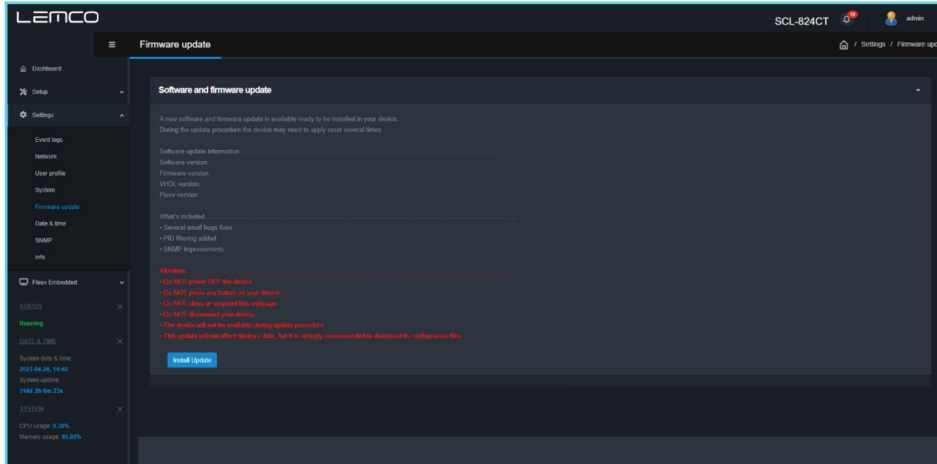 LEMCO
SCL-824CT
admin
Firmware update
/ Settings / Firmware upd
Dashboard
Setup
Settings
Event logs
Network
User profile
System
Firmware update
Date & time
SNMP
Info
Fleex Embedded
STATUS X
Running
DATE & TIME X
System date & time:
2023-04-26, 14:40
System uptime:
314d 2h 0m 23s
SYSTEM X
CPU usage: 0.39%
Memory usage: 95.80%
Software and firmware update
A new software and firmware update is available ready to be installed in your device.
During the update procedure the device may need to apply reset several times.
Software update information
Software version:
Firmware version:
VHDL version:
Fleex version:
What's included
• Several small bugs fixes
• PID filtering added
• SNMP improvements
Attention
• Do NOT power OFF the device
• Do NOT press any button on your device
• Do NOT close or suspend this web page
• Do NOT disconnect your device
• The device will not be available during update procedure
• This update will not affect device's data, but it is strongly recommended to download its configuration files
Install Update